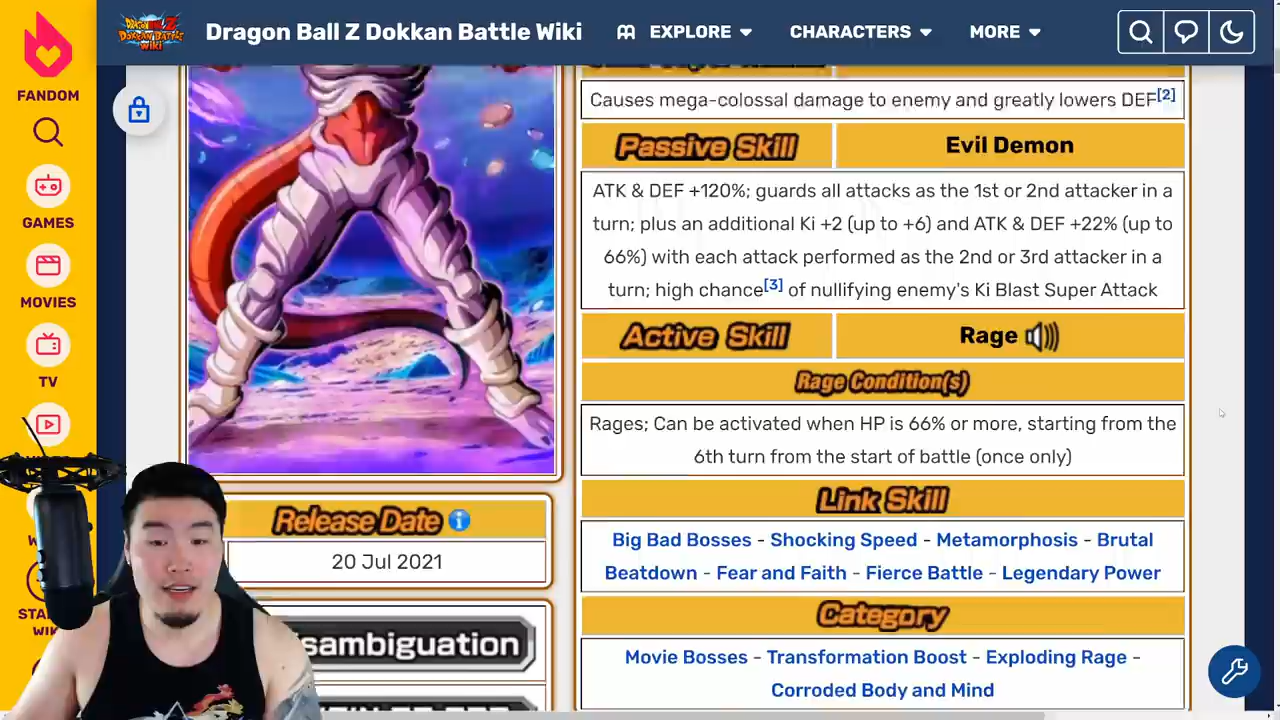 Dragon Ball Z Dokkan Battle Wiki
EXPLORE
CHARACTERS
MORE
FANDOM
GAMES
MOVIES
TV
Causes mega-colossal damage to enemy and greatly lowers DEF[2]
Passive Skill
Evil Demon
ATK & DEF +120%; guards all attacks as the 1st or 2nd attacker in a
turn; plus an additional Ki +2 (up to +6) and ATK & DEF +22% (up to
66%) with each attack performed as the 2nd or 3rd attacker in a
turn; high chance[3] of nullifying enemy's Ki Blast Super Attack
Active Skill
Rage
Rage Condition(s)
Rages; Can be activated when HP is 66% or more, starting from the
6th turn from the start of battle (once only)
Link Skill
Big Bad Bosses - Shocking Speed - Metamorphosis - Brutal
Beatdown - Fear and Faith - Fierce Battle - Legendary Power
Category
Movie Bosses - Transformation Boost - Exploding Rage -
Corroded Body and Mind
Release Date
20 Jul 2021
sambiguation